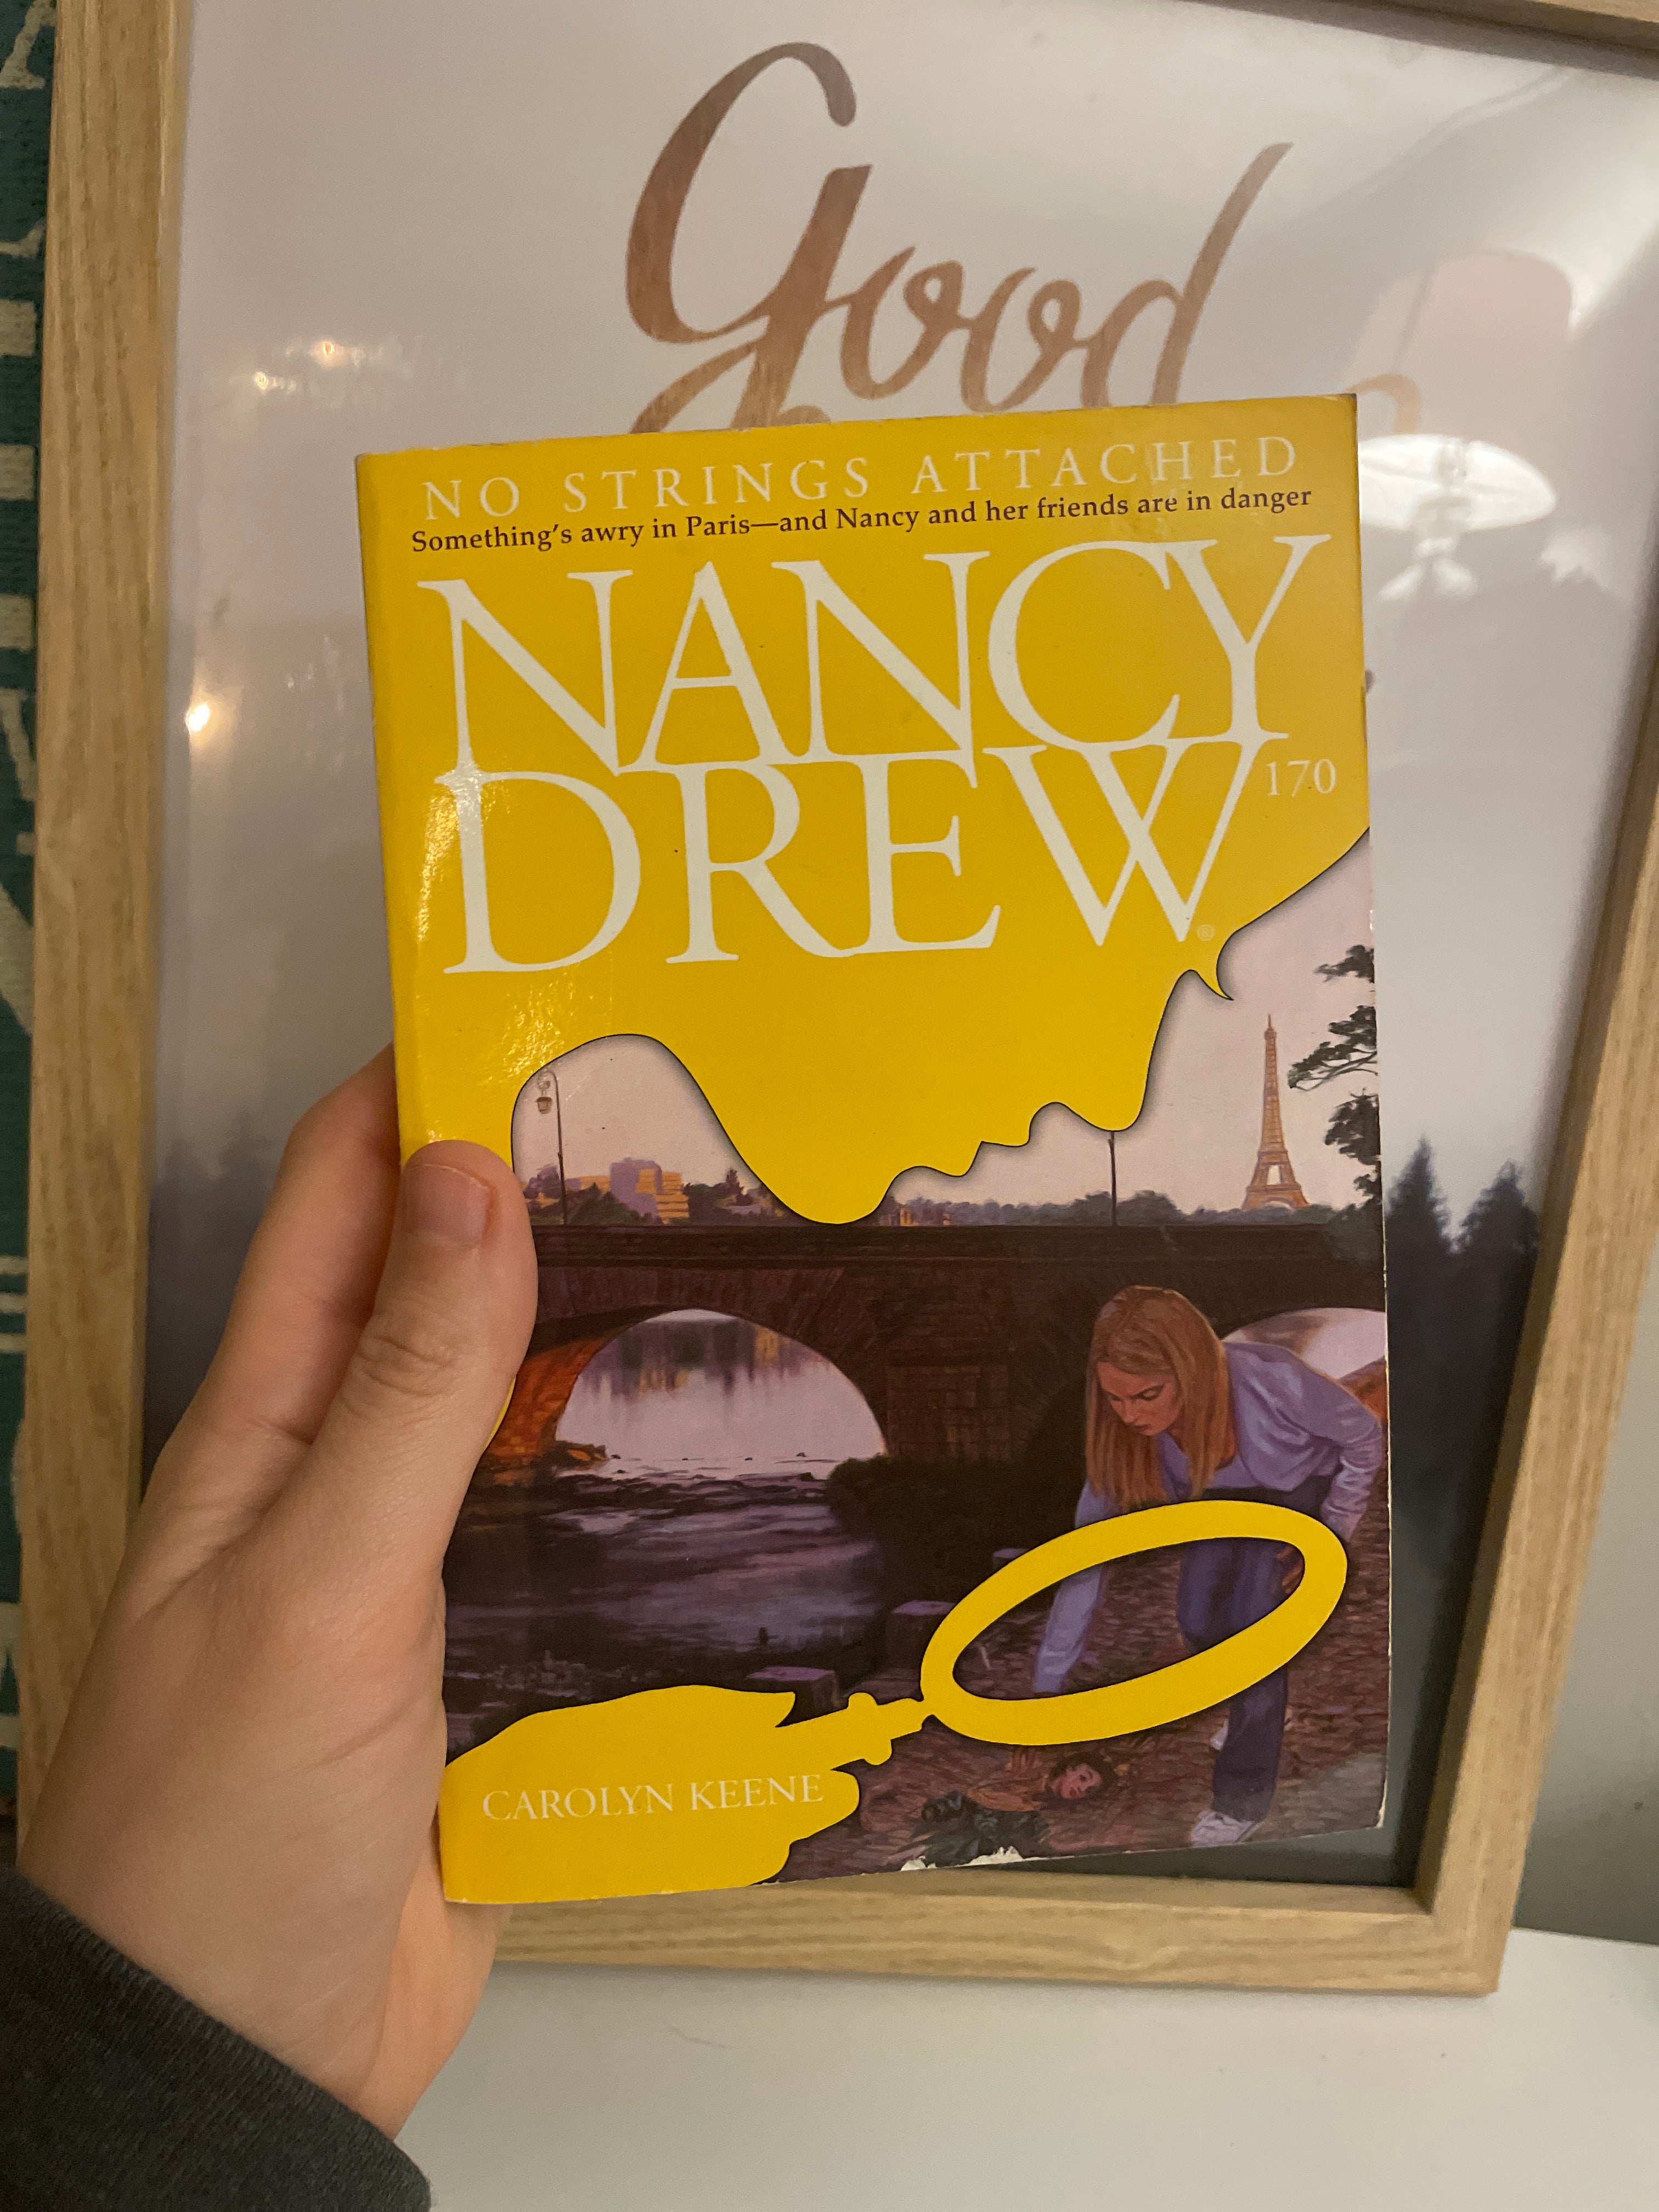 Good
NO STRINGS ATTACHED
Something's awry in Paris—and Nancy and her friends are in danger
NANCY
DREW 170
®
CAROLYN KEENE